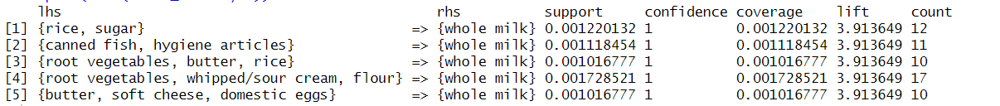 lhs rhs support confidence coverage lift count
[1] {rice, sugar} => {whole milk} 0.001220132 1 0.001220132 3.913649 12
[2] {canned fish, hygiene articles} => {whole milk} 0.001118454 1 0.001118454 3.913649 11
[3] {root vegetables, butter, rice} => {whole milk} 0.001016777 1 0.001016777 3.913649 10
[4] {root vegetables, whipped/sour cream, flour} => {whole milk} 0.001728521 1 0.001728521 3.913649 17
[5] {butter, soft cheese, domestic eggs} => {whole milk} 0.001016777 1 0.001016777 3.913649 10